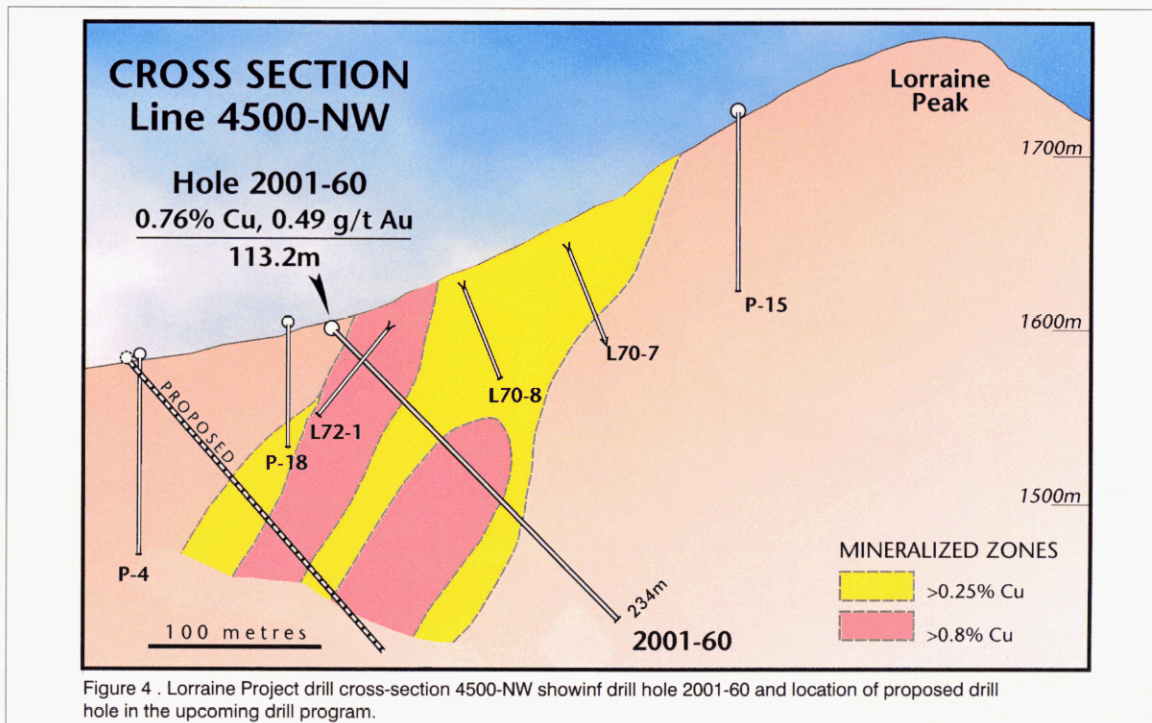 CROSS SECTION
Line 4500-NW
Hole 2001-60
0.76% Cu, 0.49 g/t Au
113.2m
Lorraine
Peak
1700m
P-15
1600m
L70-7
L70-8
PROPOSED
L72-1
P-18
1500m
P-4
234m
2001-60
100 metres
MINERALIZED ZONES
>0.25% Cu
>0.8% Cu
Figure 4 . Lorraine Project drill cross-section 4500-NW showinf drill hole 2001-60 and location of proposed drill
hole in the upcoming drill program.